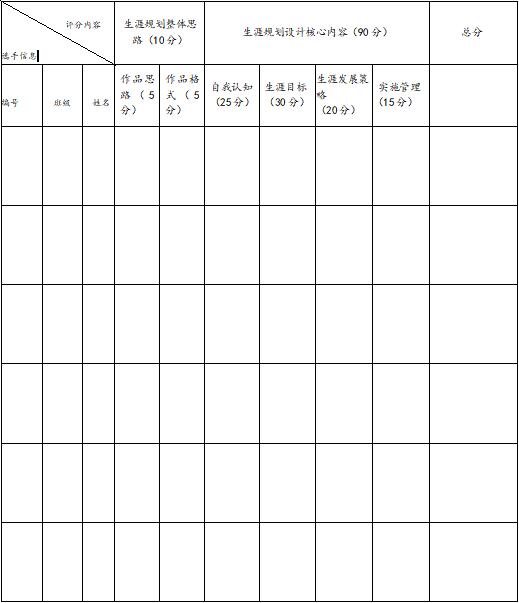 评分内容
选手信息
生涯规划整体思
路（10分）
生涯规划设计核心内容（90分）
总分
编号
班级
姓名
作品思
路（5
分）
作品格
式（5
分）
自我认知
（25分）
生涯目标
（30分）
生涯发展策
略
（20分）
实施管理
（15分）